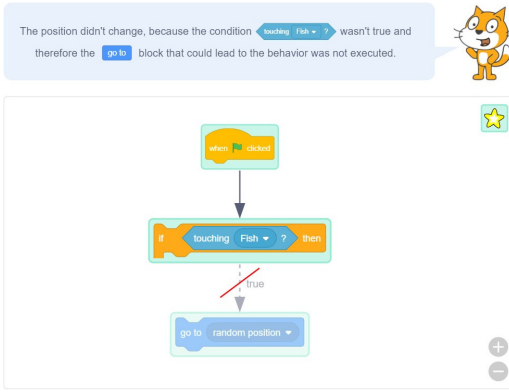 The position didn't change, because the condition touching Fish ? wasn't true and
therefore the go to block that could lead to the behavior was not executed.
when clicked
if touching Fish ? then
true
go to random position